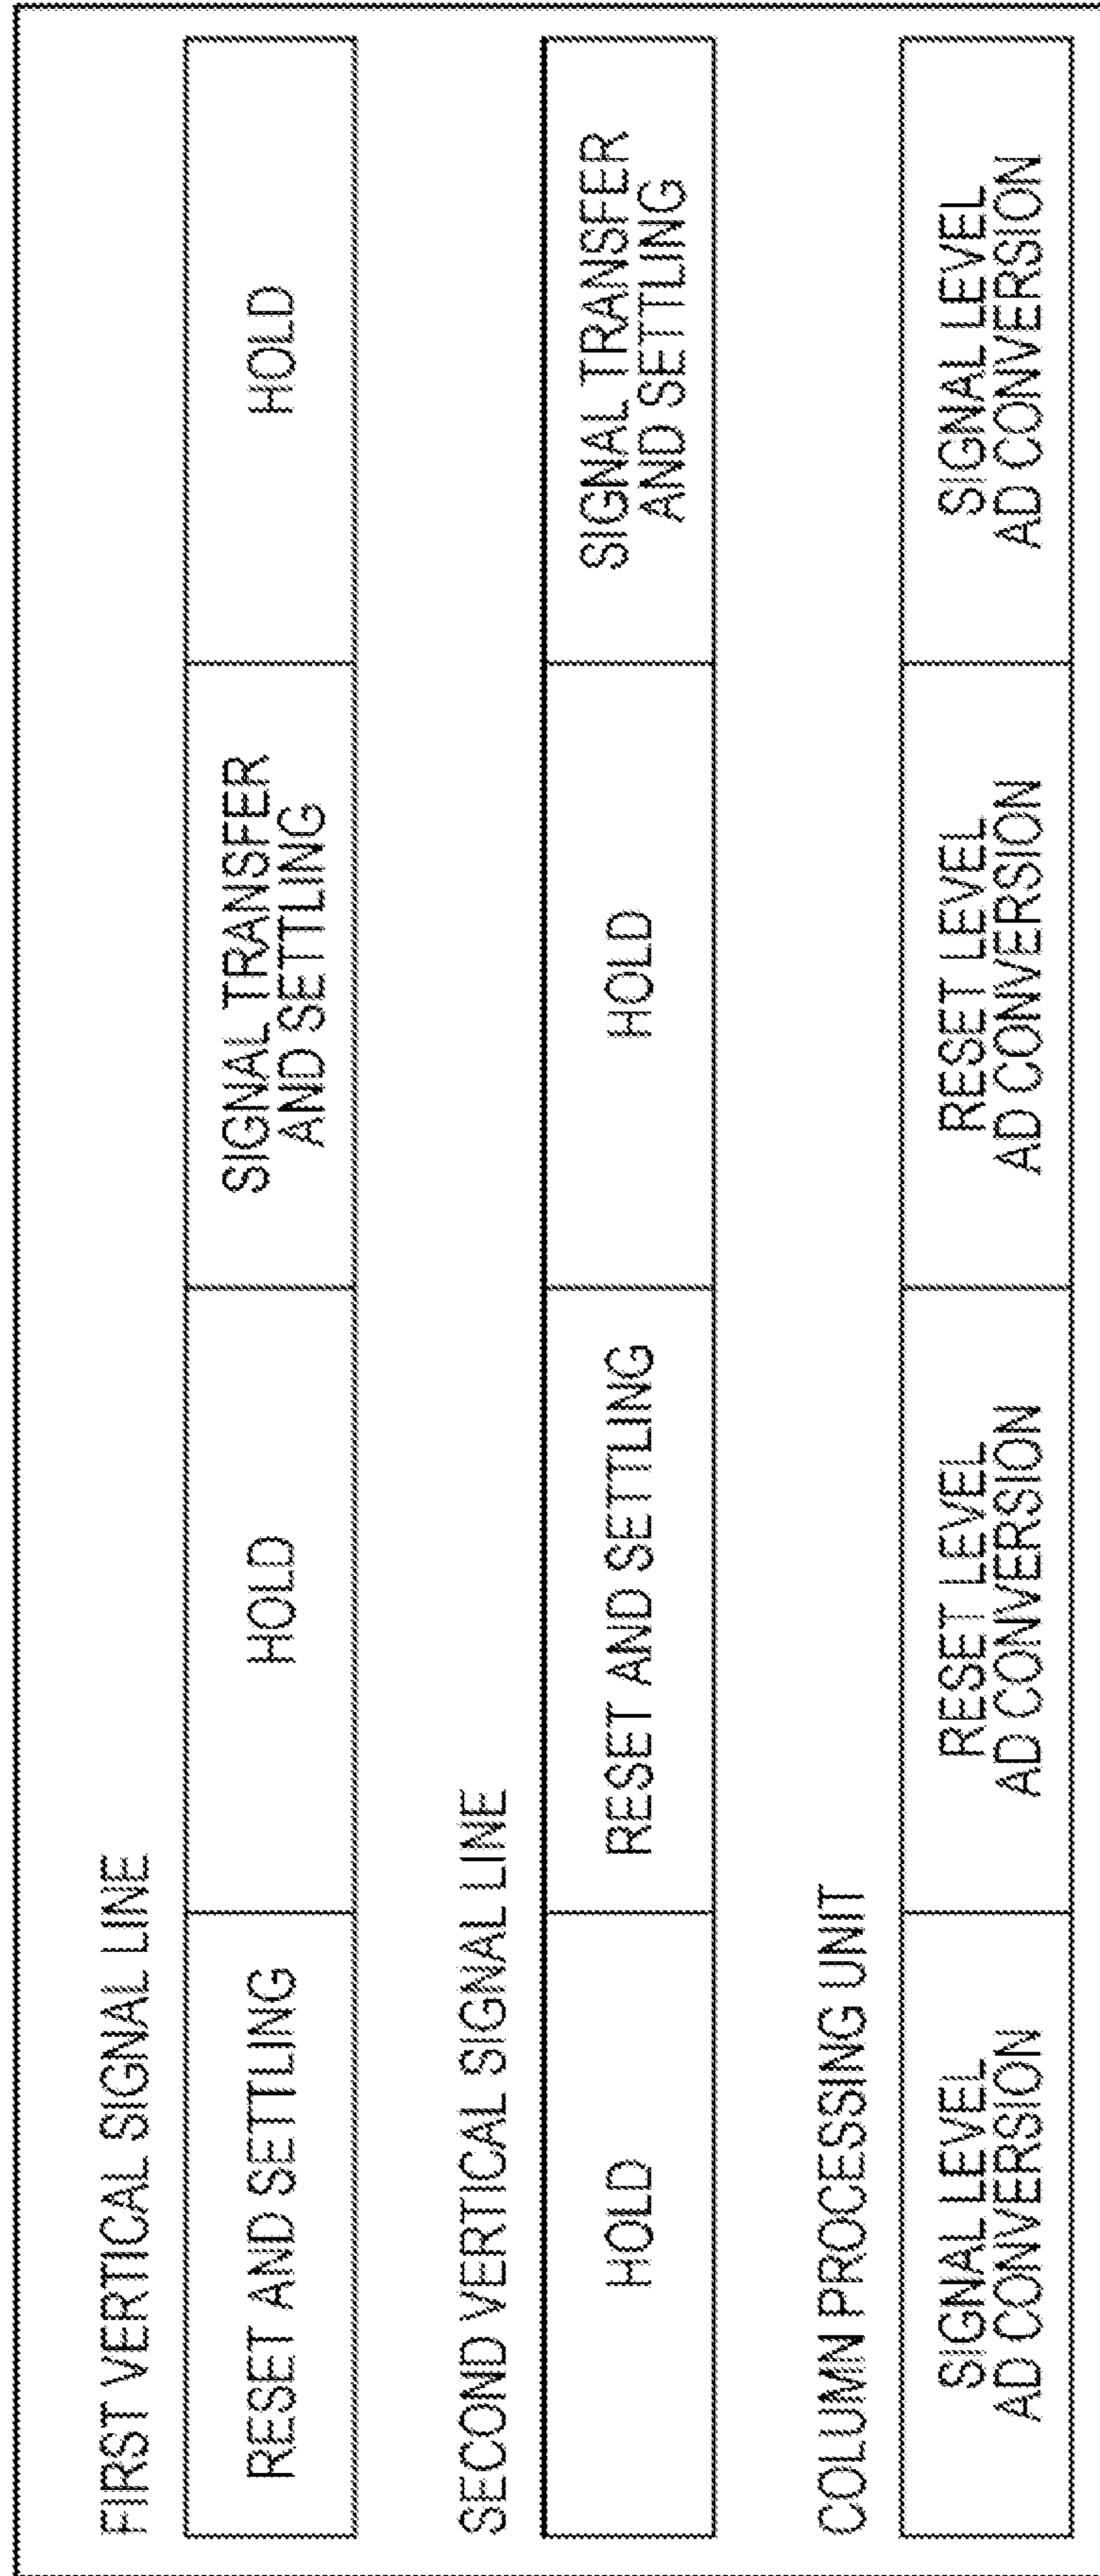 FIRST VERTICAL SIGNAL LINE
RESET AND SETTLING
HOLD
SIGNAL TRANSFER
AND SETTLING
HOLD
SECOND VERTICAL SIGNAL LINE
HOLD
RESET AND SETTLING
HOLD
SIGNAL TRANSFER
AND SETTLING
COLUMN PROCESSING UNIT
SIGNAL LEVEL
AD CONVERSION
RESET LEVEL
AD CONVERSION
RESET LEVEL
AD CONVERSION
SIGNAL LEVEL
AD CONVERSION